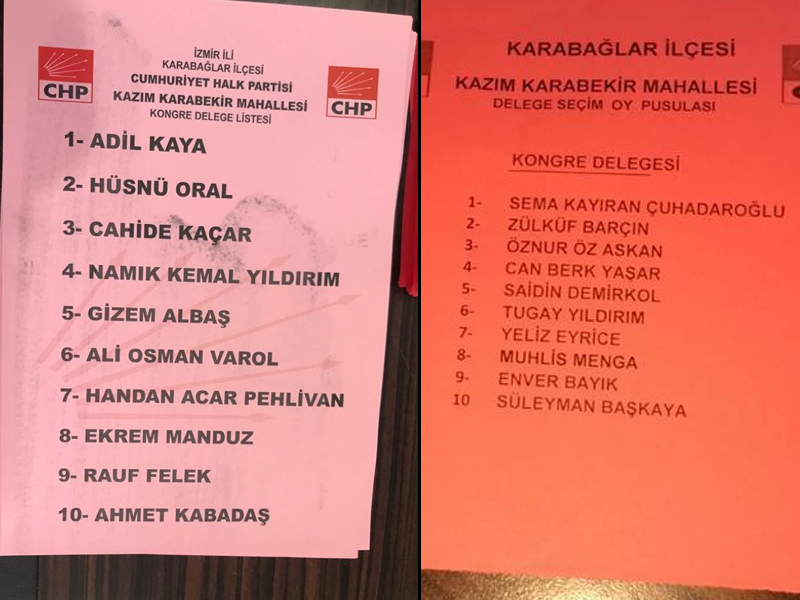 CHP
İZMİR İLİ
KARABAĞLAR İLÇESİ
CUMHURİYET HALK PARTİSİ
KAZIM KARABEKİR MAHALLESİ
KONGRE DELEGE LİSTESİ
CHP
1- ADİL KAYA
2- HÜSNÜ ORAL
3- CAHİDE KAÇAR
4- NAMIK KEMAL YILDIRIM
5- GİZEM ALBAŞ
6- ALİ OSMAN VAROL
7- HANDAN ACAR PEHLİVAN
8- EKREM MANDUZ
9- RAUF FELEK
10- AHMET KABADAŞ
KARABAĞLAR İLÇESİ
KAZIM KARABEKİR MAHALLESİ
DELEGE SEÇİM OY PUSULASI
KONGRE DELEGESİ
1- SEMA KAYIRAN ÇUHADAROĞLU
2- ZÜLKÜF BARÇIN
3- ÖZNUR ÖZ ASKAN
4- CAN BERK YAŞAR
5- SAİDİN DEMİRKOL
6- TUGAY YILDIRIM
7- YELİZ EYRİCE
8- MUHLİS MENGA
9- ENVER BAYIK
10 SÜLEYMAN BAŞKAYA